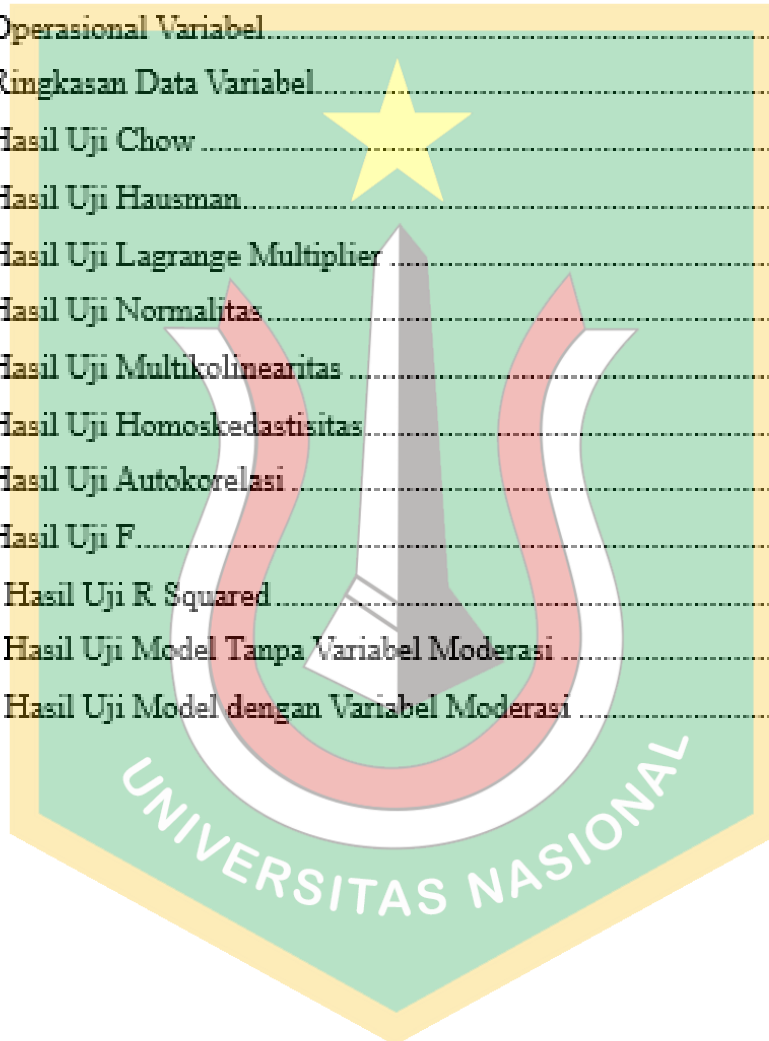 Operasional Variabel
Ringkasan Data Variabel
Hasil Uji Chow
Hasil Uji Hausman
Hasil Uji Lagrange Multiplier
Hasil Uji Normalitas
Hasil Uji Multikolinearitas
Hasil Uji Homoskedastisitas
Hasil Uji Autokorelasi
Hasil Uji F
Hasil Uji R Squared
Hasil Uji Model Tanpa Variabel Moderasi
Hasil Uji Model dengan Variabel Moderasi
UNIVERSITAS NASIONAL